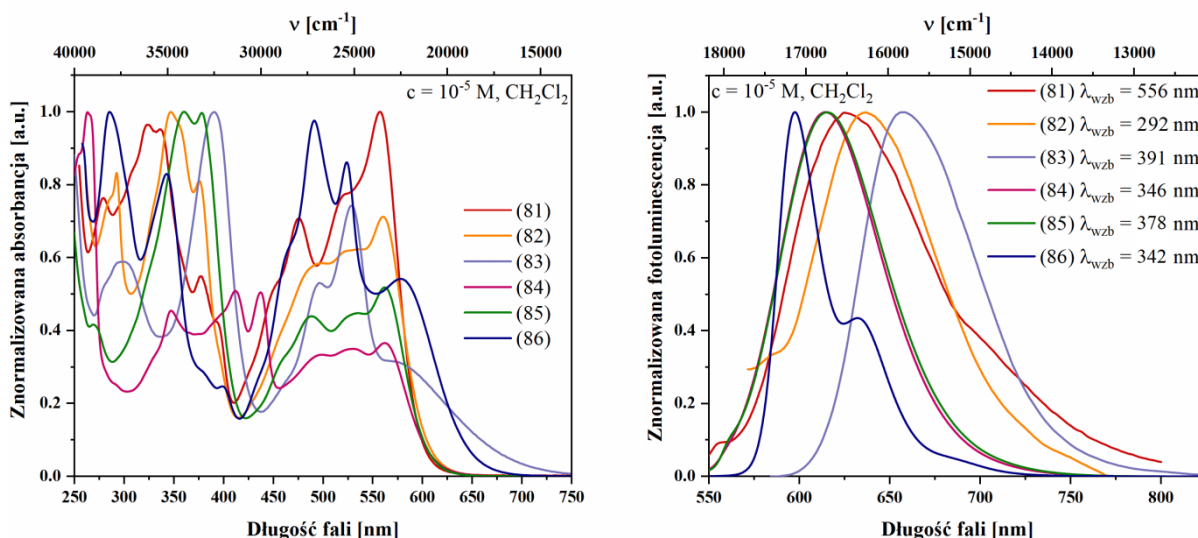 ν [cm⁻¹]
40000 35000 30000 25000 20000 15000
c = 10⁻⁵ M, CH₂Cl₂
Znormalizowana absorbancja [a.u.]
1.0
0.8
0.6
0.4
0.2
0.0
(81)
(82)
(83)
(84)
(85)
(86)
250 300 350 400 450 500 550 600 650 700 750
Długość fali [nm]
ν [cm⁻¹]
18000 17000 16000 15000 14000 13000
c = 10⁻⁵ M, CH₂Cl₂
Znormalizowana fotoluminescencja [a.u.]
1.0
0.8
0.6
0.4
0.2
0.0
(81) λwzb = 556 nm
(82) λwzb = 292 nm
(83) λwzb = 391 nm
(84) λwzb = 346 nm
(85) λwzb = 378 nm
(86) λwzb = 342 nm
550 600 650 700 750 800
Długość fali [nm]